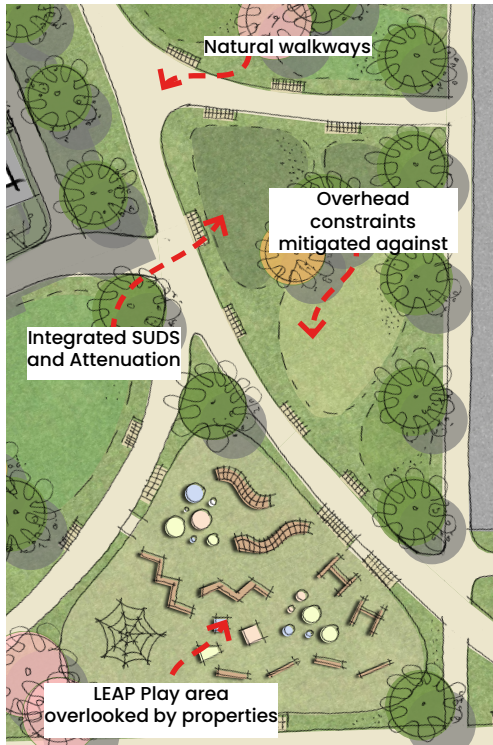 Natural walkways
Overhead
constraints
mitigated against
Integrated SUDS
and Attenuation
LEAP Play area
overlooked by properties